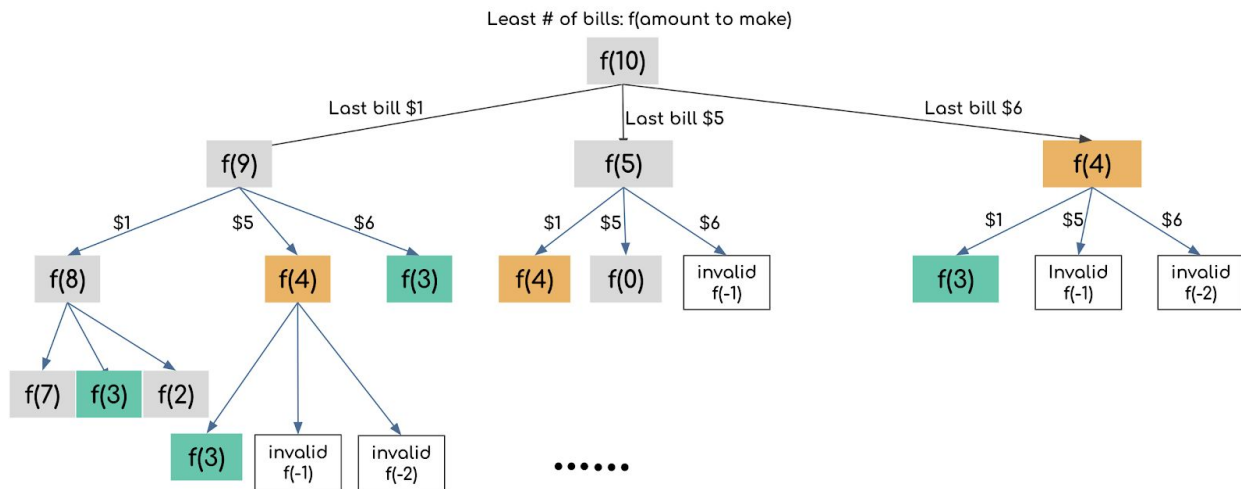 Least # of bills: f(amount to make)
f(10)
Last bill $1
Last bill $5
Last bill $6
f(9)
f(5)
f(4)
$1
$5
$6
$1
$5
$6
$1
$5
$6
f(8)
f(4)
f(3)
f(4)
f(0)
invalid
f(-1)
f(3)
Invalid
f(-1)
invalid
f(-2)
f(7)
f(3)
f(2)
f(3)
invalid
f(-1)
invalid
f(-2)
......